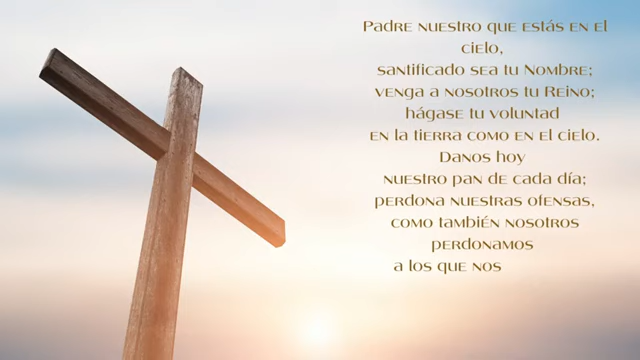 Padre nuestro que estás en el
cielo,
santificado sea tu Nombre;
venga a nosotros tu Reino;
hágase tu voluntad
en la tierra como en el cielo.
Danos hoy
nuestro pan de cada día;
perdona nuestras ofensas,
como también nosotros
perdonamos
a los que nos